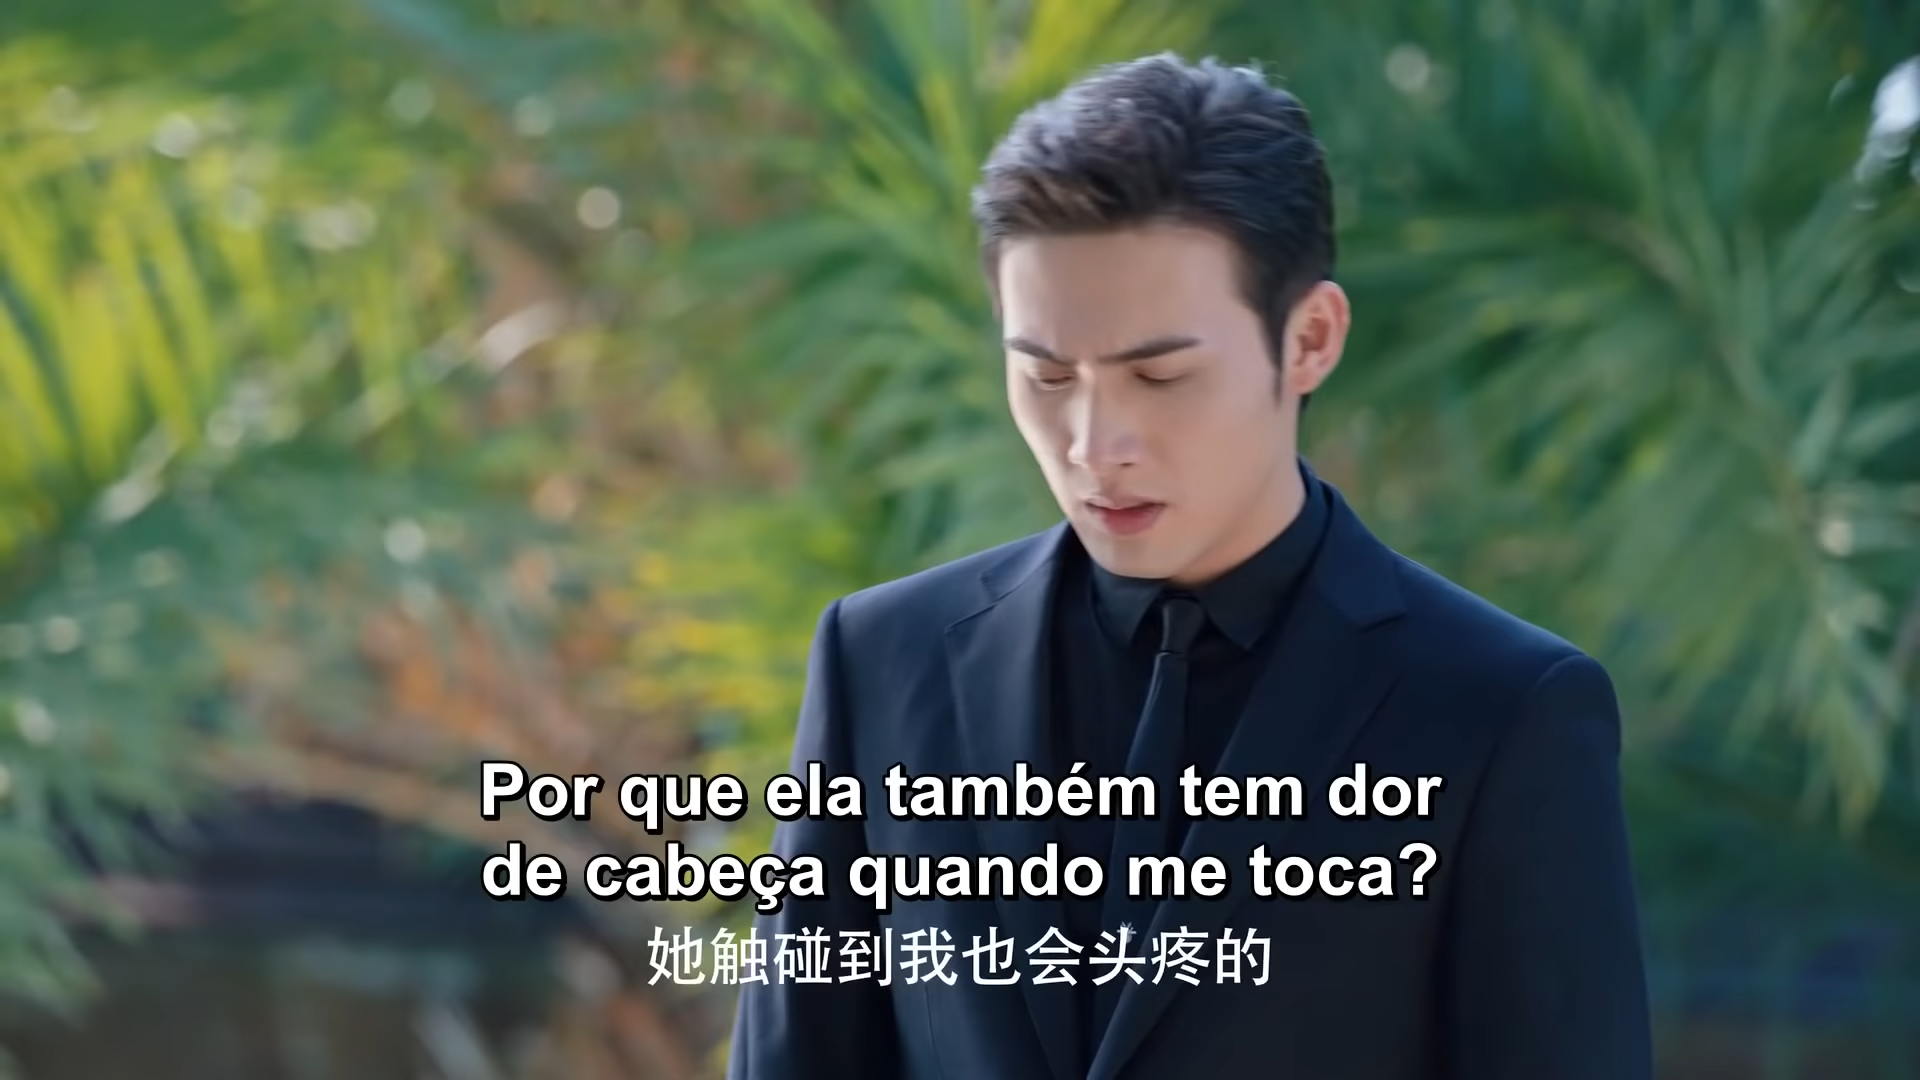 Por que ela também tem dor
de cabeça quando me toca?
她触碰到我也会头疼的